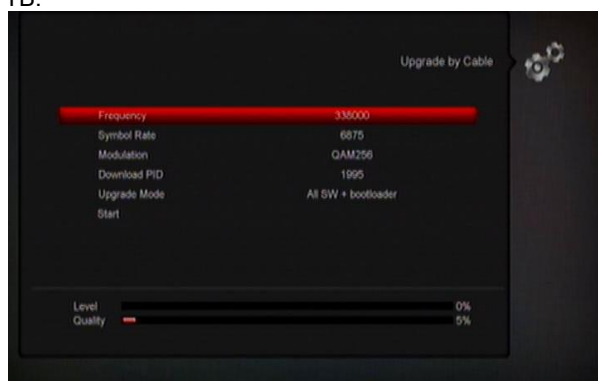 ТВ.
Upgrade by Cable
Frequency 338000
Symbol Rate 6875
Modulation QAM256
Download PID 1995
Upgrade Mode All SW + bootloader
Start
Level 0%
Quality 5%